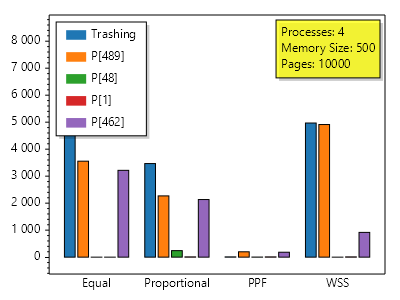 8 000
7 000
6 000
5 000
4 000
3 000
2 000
1 000
0
Trashing
P[489]
P[48]
P[1]
P[462]
Processes: 4
Memory Size: 500
Pages: 10000
Equal
Proportional
PPF
WSS